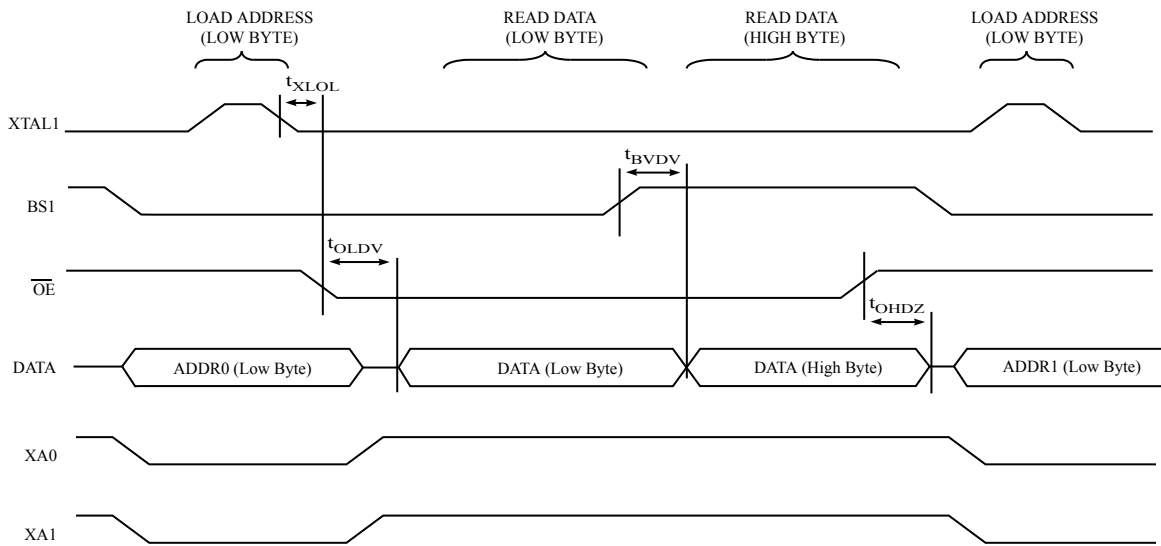 LOAD ADDRESS
(LOW BYTE)
READ DATA
(LOW BYTE)
READ DATA
(HIGH BYTE)
LOAD ADDRESS
(LOW BYTE)
tXLOL
XTAL1
tBVDV
BS1
tOLDV
OE
tOHDZ
DATA
ADDR0 (Low Byte)
DATA (Low Byte)
DATA (High Byte)
ADDR1 (Low Byte)
XA0
XA1